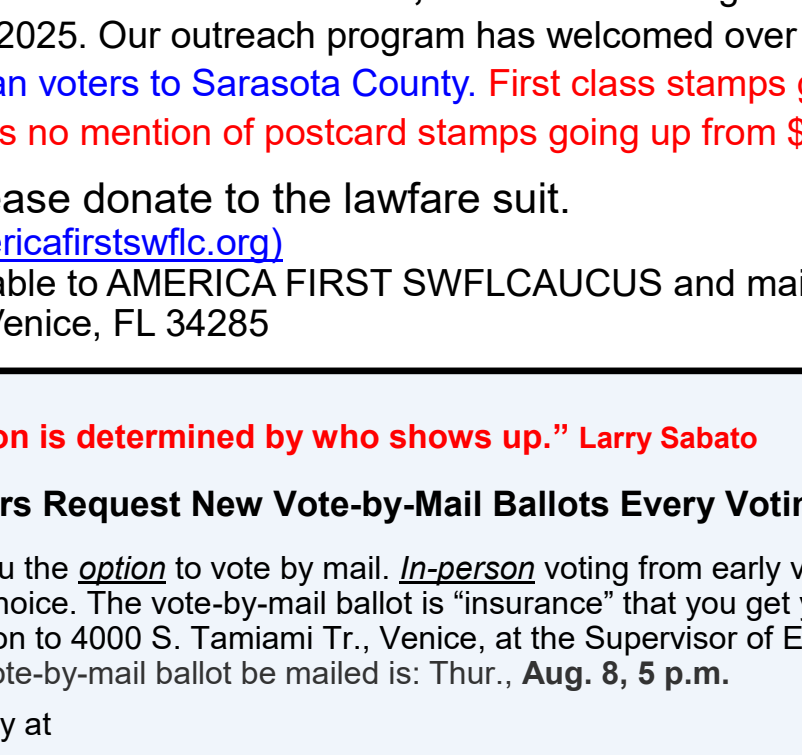 2025. Our outreach program has welcomed over
an voters to Sarasota County. First class stamps
s no mention of postcard stamps going up from $
ease donate to the lawfare suit.
ericafirstswflc.org)
able to AMERICA FIRST SWFLCAUCUS and mai
Venice, FL 34285
on is determined by who shows up.” Larry Sabato
rs Request New Vote-by-Mail Ballots Every Votin
u the option to vote by mail. In-person voting from early v
hoice. The vote-by-mail ballot is “insurance” that you get
on to 4000 S. Tamiami Tr., Venice, at the Supervisor of E
ote-by-mail ballot be mailed is: Thur., Aug. 8, 5 p.m.
y at